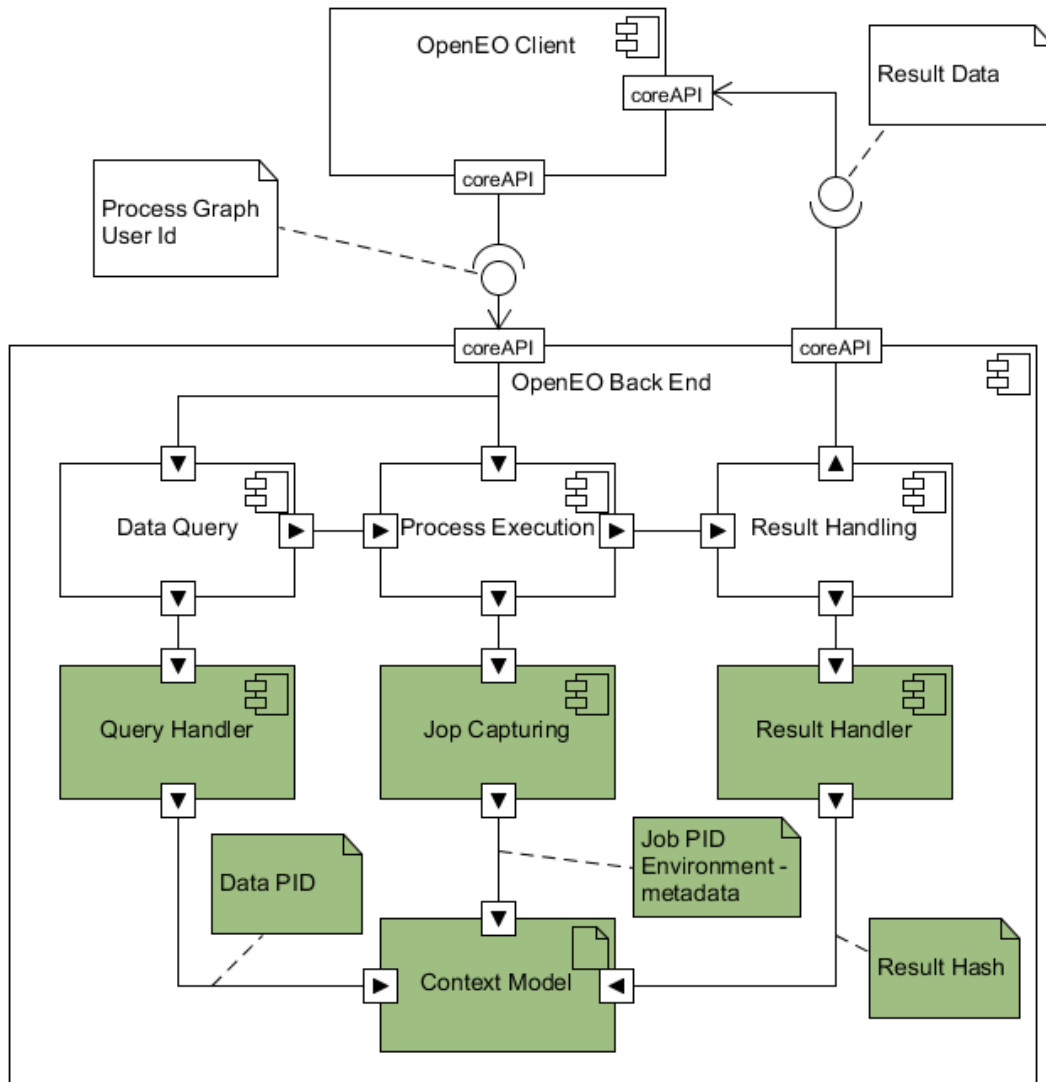 OpenEO Client
coreAPI
Result Data
coreAPI
Process Graph
User Id
coreAPI
coreAPI
OpenEO Back End
Data Query
Process Execution
Result Handling
Query Handler
Jop Capturing
Result Handler
Data PID
Job PID
Environment -
metadata
Context Model
Result Hash